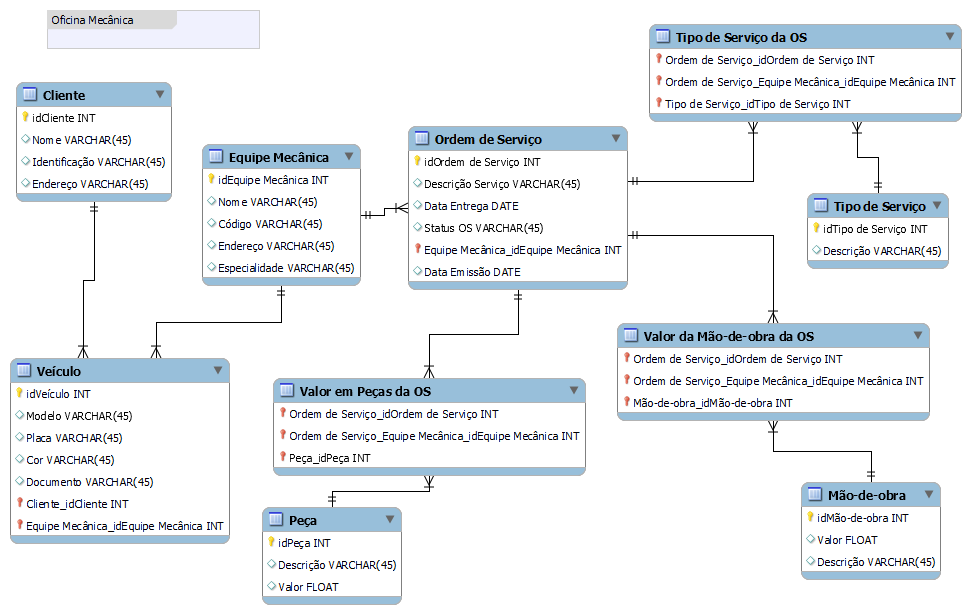 Oficina Mecânica
Cliente
idCliente INT
Nome VARCHAR(45)
Identificação VARCHAR(45)
Endereço VARCHAR(45)
Equipe Mecânica
idEquipe Mecânica INT
Nome VARCHAR(45)
Código VARCHAR(45)
Endereço VARCHAR(45)
Especialidade VARCHAR(45)
Ordem de Serviço
idOrdem de Serviço INT
Descrição Serviço VARCHAR(45)
Data Entrega DATE
Status OS VARCHAR(45)
Equipe Mecânica_idEquipe Mecânica INT
Data Emissão DATE
Tipo de Serviço da OS
Ordem de Serviço_idOrdem de Serviço INT
Ordem de Serviço_Equipe Mecânica_idEquipe Mecânica INT
Tipo de Serviço_idTipo de Serviço INT
Tipo de Serviço
idTipo de Serviço INT
Descrição VARCHAR(45)
Veículo
idVeículo INT
Modelo VARCHAR(45)
Placa VARCHAR(45)
Cor VARCHAR(45)
Documento VARCHAR(45)
Cliente_idCliente INT
Equipe Mecânica_idEquipe Mecânica INT
Valor em Peças da OS
Ordem de Serviço_idOrdem de Serviço INT
Ordem de Serviço_Equipe Mecânica_idEquipe Mecânica INT
Peça_idPeça INT
Peça
idPeça INT
Descrição VARCHAR(45)
Valor FLOAT
Valor da Mão-de-obra da OS
Ordem de Serviço_idOrdem de Serviço INT
Ordem de Serviço_Equipe Mecânica_idEquipe Mecânica INT
Mão-de-obra_idMão-de-obra INT
Mão-de-obra
idMão-de-obra INT
Valor FLOAT
Descrição VARCHAR(45)